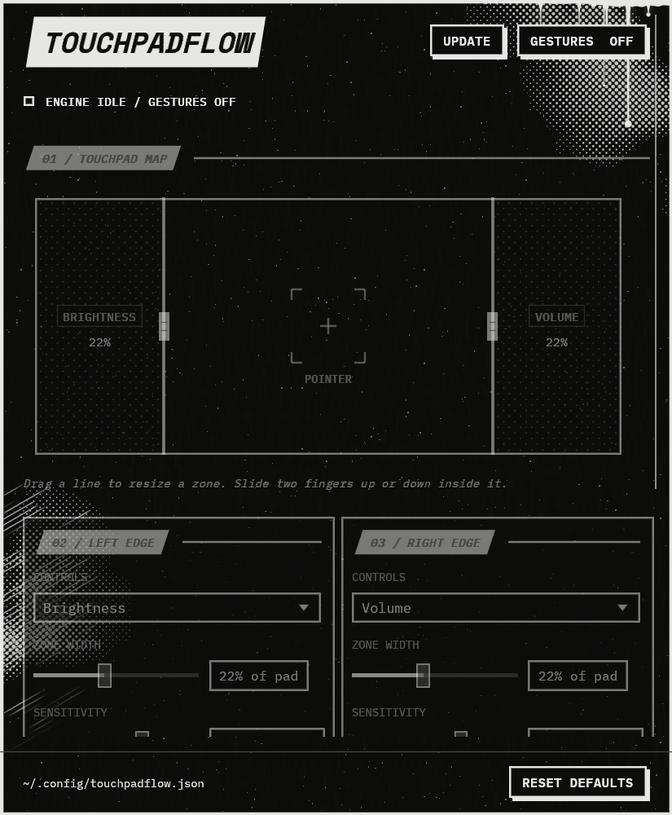 TOUCHPADFLOW
UPDATE
GESTURES OFF
ENGINE IDLE / GESTURES OFF
01 / TOUCHPAD MAP
BRIGHTNESS
22%
POINTER
VOLUME
22%
Drag a line to resize a zone. Slide two fingers up or down inside it.
02 / LEFT EDGE
CONTROLS
Brightness
ZONE WIDTH
22% of pad
SENSITIVITY
03 / RIGHT EDGE
CONTROLS
Volume
ZONE WIDTH
22% of pad
SENSITIVITY
~/.config/touchpadflow.json
RESET DEFAULTS